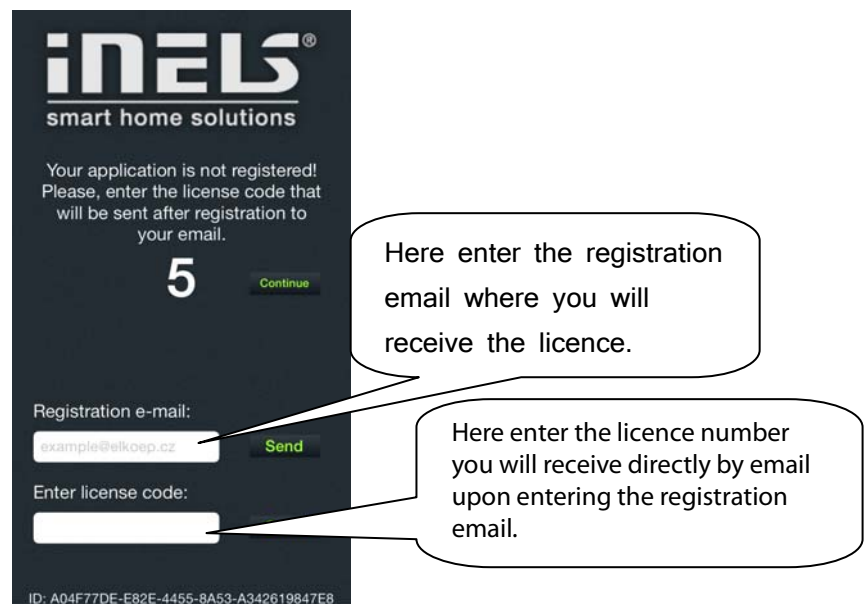 iNELS®
smart home solutions
Your application is not registered!
Please, enter the license code that
will be sent after registration to
your email.
5
Continue
Here enter the registration
email where you will
receive the licence.
Registration e-mail:
example@elkoep.cz
Send
Here enter the licence number
you will receive directly by email
upon entering the registration
email.
Enter license code:
ID: A04F77DE-E82E-4455-8A53-A342619847E8